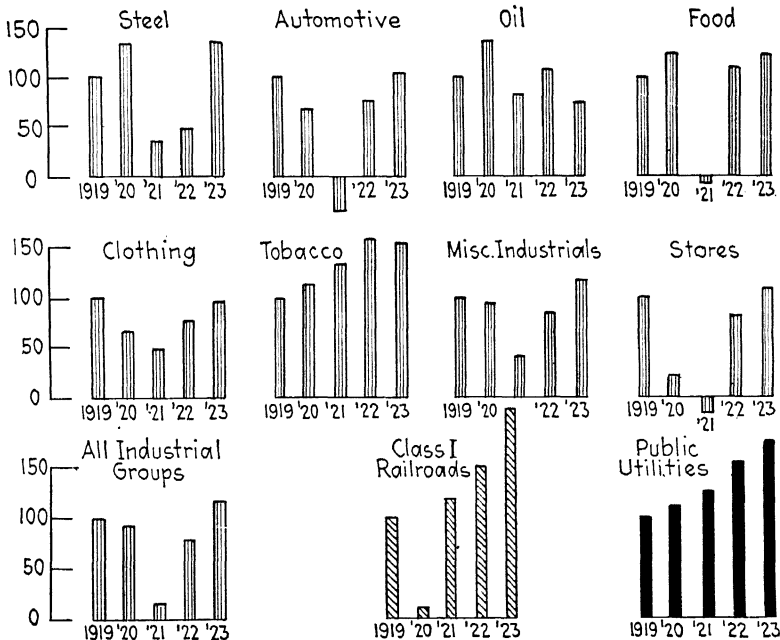 Steel Automotive Oil Food
150
100
50
0
1919 '20 '21 '22 '23 1919 '20 '22 '23 1919 '20 '21 '22 '23 1919 '20 '21 '22 '23
Clothing Tobacco Misc. Industrials Stores
150
100
50
0
1919 '20 '21 '22 '23 1919 '20 '21 '22 '23 1919 '20 '22 '23 1919 '20 '21 '22 '23
All Industrial Groups Class I Railroads Public Utilities
150
100
50
0
1919 '20 '21 '22 '23 1919 '20 '21 '22 '23 1919 '20 '21 '22 '23